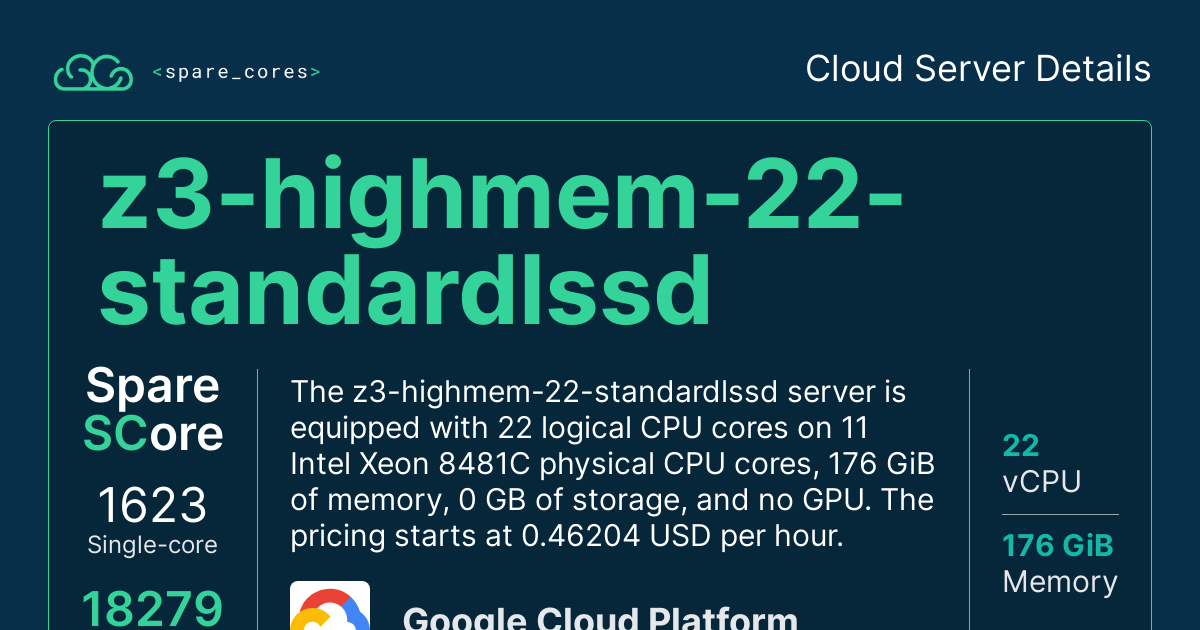 <spare_cores>
Cloud Server Details
z3-highmem-22-
standardlssd
Spare
SCore
1623
Single-core
18279
The z3-highmem-22-standardlssd server is
equipped with 22 logical CPU cores on 11
Intel Xeon 8481C physical CPU cores, 176 GiB
of memory, 0 GB of storage, and no GPU. The
pricing starts at 0.46204 USD per hour.
Google Cloud Platform
22
vCPU
176 GiB
Memory